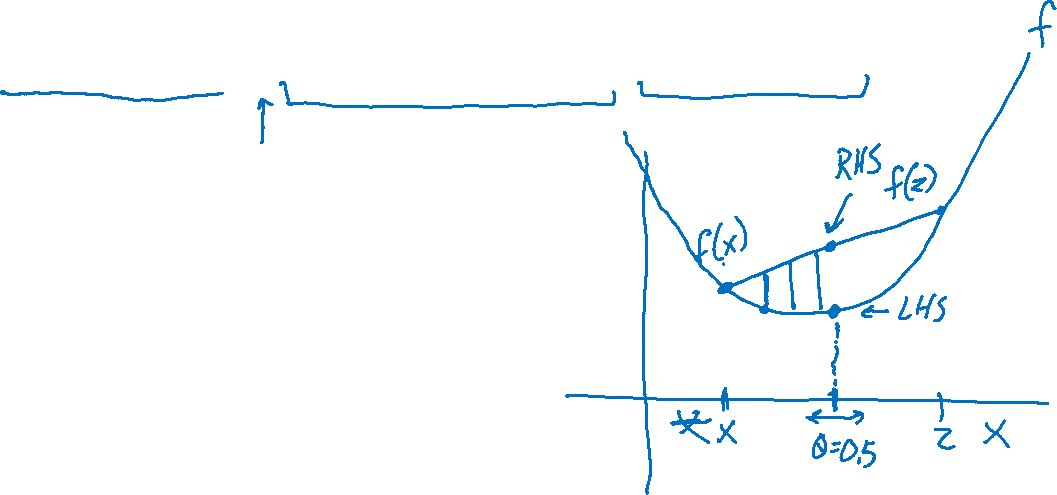 f
RHS
f(z)
f(x)
← LHS
x
z
x
θ=0.5